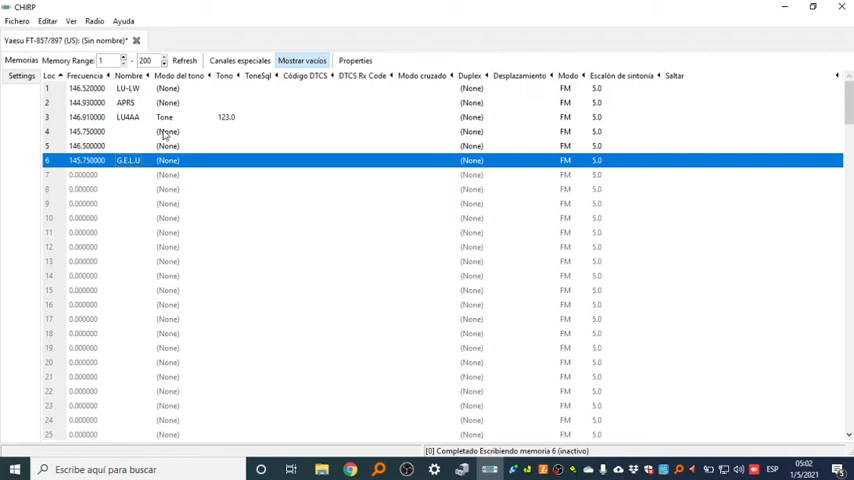 CHIRP
Fichero Editar Ver Radio Ayuda
Yaesu FT-857/897 (US): (Sin nombre)*
Memorias Memory Range: 1 - 200 Refresh Canales especiales Mostrar vacíos Properties
Settings Loc Frecuencia Nombre Modo del tono Tono ToneSql Código DTCS DTCS Rx Code Modo cruzado Duplex Desplazamiento Modo Escalón de sintonía Saltar
1 146.520000 LU-LW (None) (None) FM 5.0
2 144.930000 APRS (None) (None) FM 5.0
3 146.910000 LU4AA Tone 123.0 (None) FM 5.0
4 145.750000 (None) (None) FM 5.0
5 146.500000 (None) (None) FM 5.0
6 145.750000 G.E.L.U (None) (None) FM 5.0
7 0.000000 (None) (None) FM 5.0
8 0.000000 (None) (None) FM 5.0
9 0.000000 (None) (None) FM 5.0
10 0.000000 (None) (None) FM 5.0
11 0.000000 (None) (None) FM 5.0
12 0.000000 (None) (None) FM 5.0
13 0.000000 (None) (None) FM 5.0
14 0.000000 (None) (None) FM 5.0
15 0.000000 (None) (None) FM 5.0
16 0.000000 (None) (None) FM 5.0
17 0.000000 (None) (None) FM 5.0
18 0.000000 (None) (None) FM 5.0
19 0.000000 (None) (None) FM 5.0
20 0.000000 (None) (None) FM 5.0
21 0.000000 (None) (None) FM 5.0
22 0.000000 (None) (None) FM 5.0
23 0.000000 (None) (None) FM 5.0
24 0.000000 (None) (None) FM 5.0
25 0.000000 (None) (None) FM 5.0
[0] Completado Escribiendo memoria 6 (inactivo)
Escribe aquí para buscar
ESP
05:02
1/5/2021